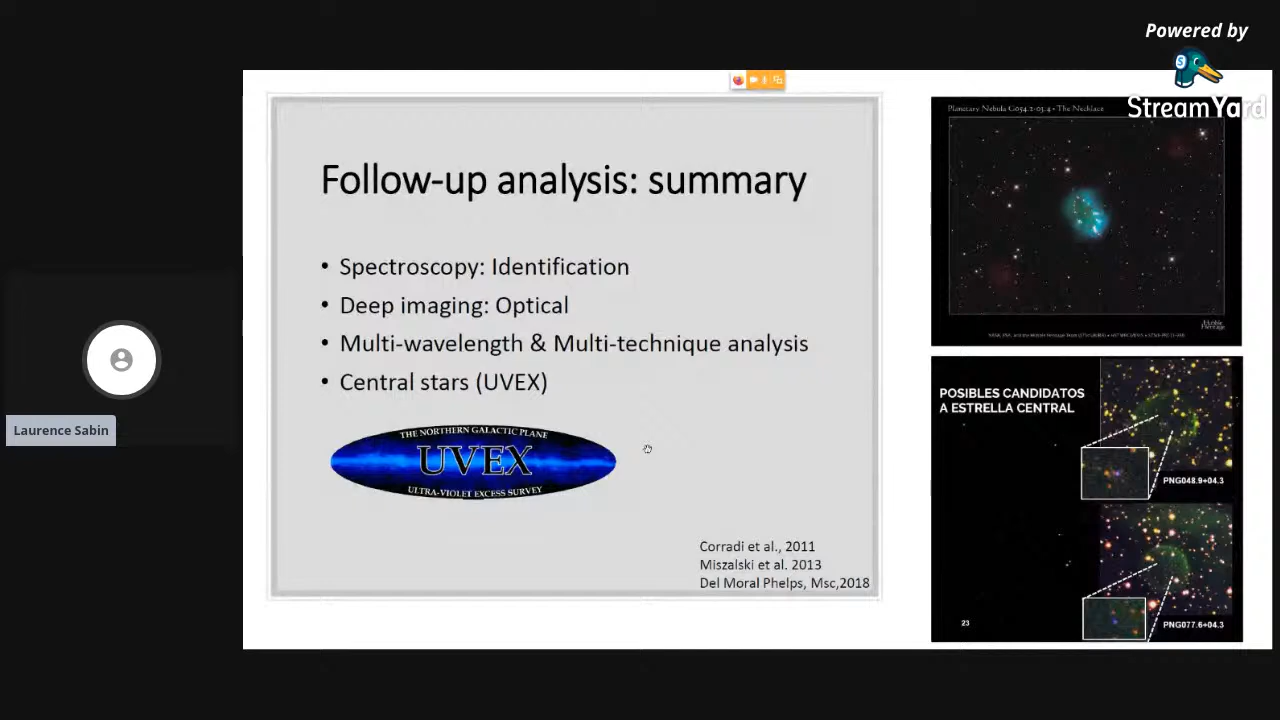 Powered by
StreamYard
Follow-up analysis: summary
• Spectroscopy: Identification
• Deep imaging: Optical
• Multi-wavelength & Multi-technique analysis
• Central stars (UVEX)
THE NORTHERN GALACTIC PLANE
UVEX
ULTRA-VIOLET EXCESS SURVEY
Corradi et al., 2011
Miszalski et al. 2013
Del Moral Phelps, Msc,2018
Planetary Nebula G054.2-03.4 • The Necklace
Hubble
Heritage
POSIBLES CANDIDATOS
A ESTRELLA CENTRAL
PNG048.9+04.3
PNG077.6+04.3
23
Laurence Sabin